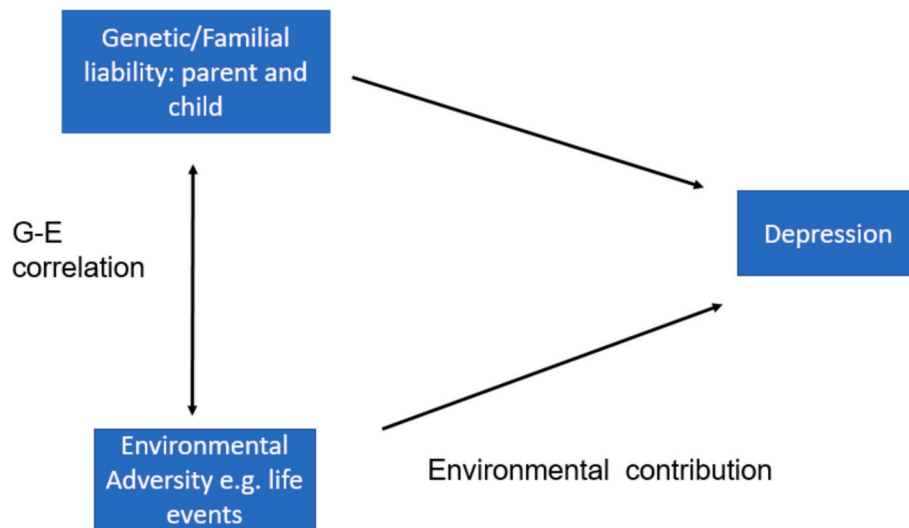 Genetic/Familial
liability: parent and
child
G-E
correlation
Depression
Environmental
Adversity e.g. life
events
Environmental contribution